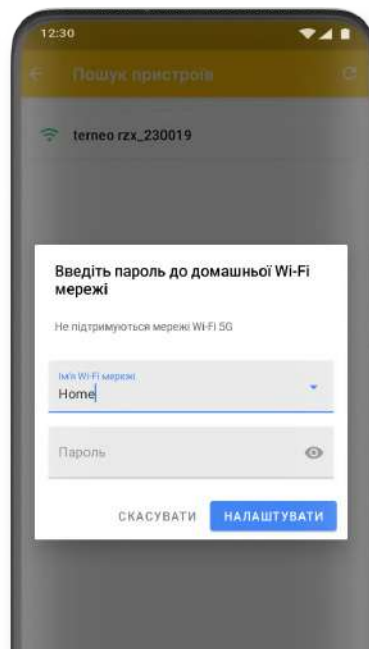 12:30
Пошук пристроїв
terneo rzx_230019
Введіть пароль до домашньої Wi-Fi
мережі
Не підтримуються мережі Wi-Fi 5G
Ім'я Wi-Fi мережі
Home
Пароль
СКАСУВАТИ НАЛАШТУВАТИ